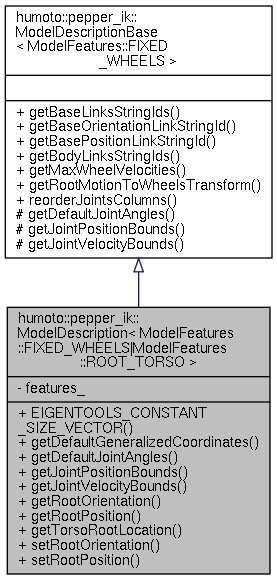 humoto::pepper_ik::
ModelDescriptionBase
< ModelFeatures::FIXED
_WHEELS >
+ getBaseLinksStringIds()
+ getBaseOrientationLinkStringId()
+ getBasePositionLinkStringId()
+ getBodyLinksStringIds()
+ getMaxWheelVelocities()
+ getRootMotionToWheelsTransform()
+ reorderJointsColumns()
# getDefaultJointAngles()
# getJointPositionBounds()
# getJointVelocityBounds()
humoto::pepper_ik::
ModelDescription< ModelFeatures
::FIXED_WHEELS|ModelFeatures
::ROOT_TORSO >
- features_
+ EIGENTOOLS_CONSTANT
_SIZE_VECTOR()
+ getDefaultGeneralizedCoordinates()
+ getDefaultJointAngles()
+ getJointPositionBounds()
+ getJointVelocityBounds()
+ getRootOrientation()
+ getRootPosition()
+ getTorsoRootLocation()
+ setRootOrientation()
+ setRootPosition()